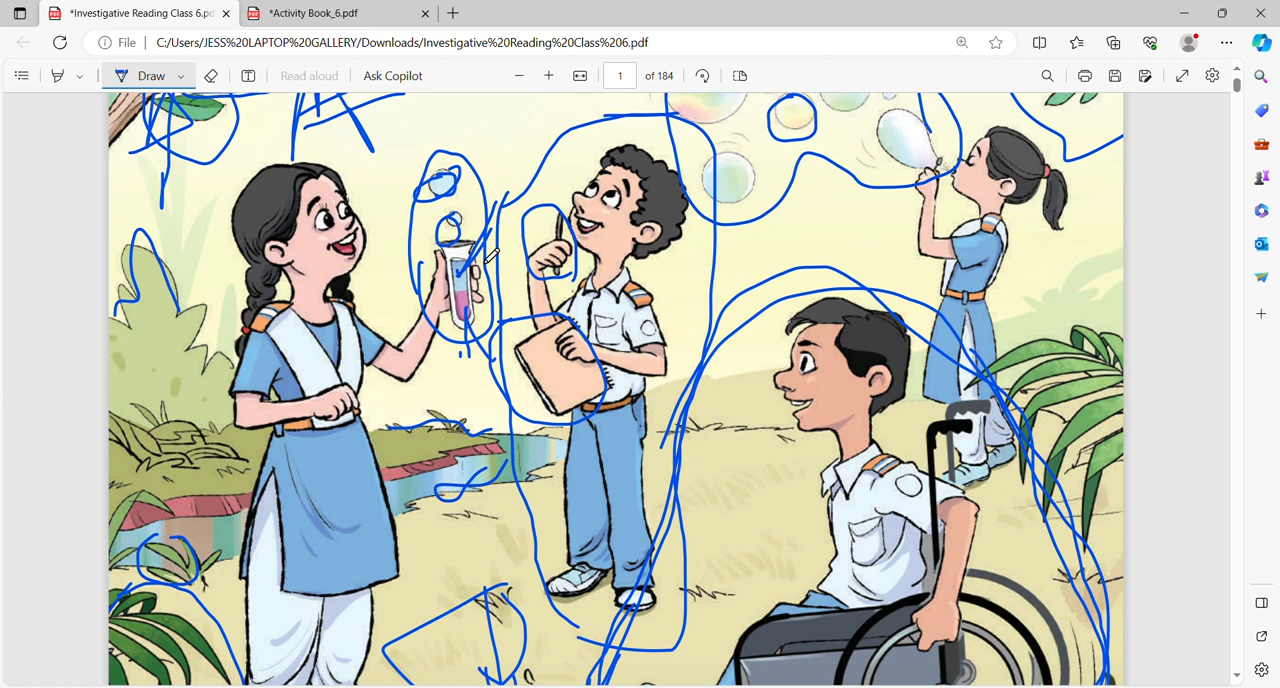 *Investigative Reading Class 6.pd
*Activity Book_6.pdf
File
C:/Users/JESS%20LAPTOP%20GALLERY/Downloads/Investigative%20Reading%20Class%206.pdf
Draw
Read aloud
Ask Copilot
1 of 184
A